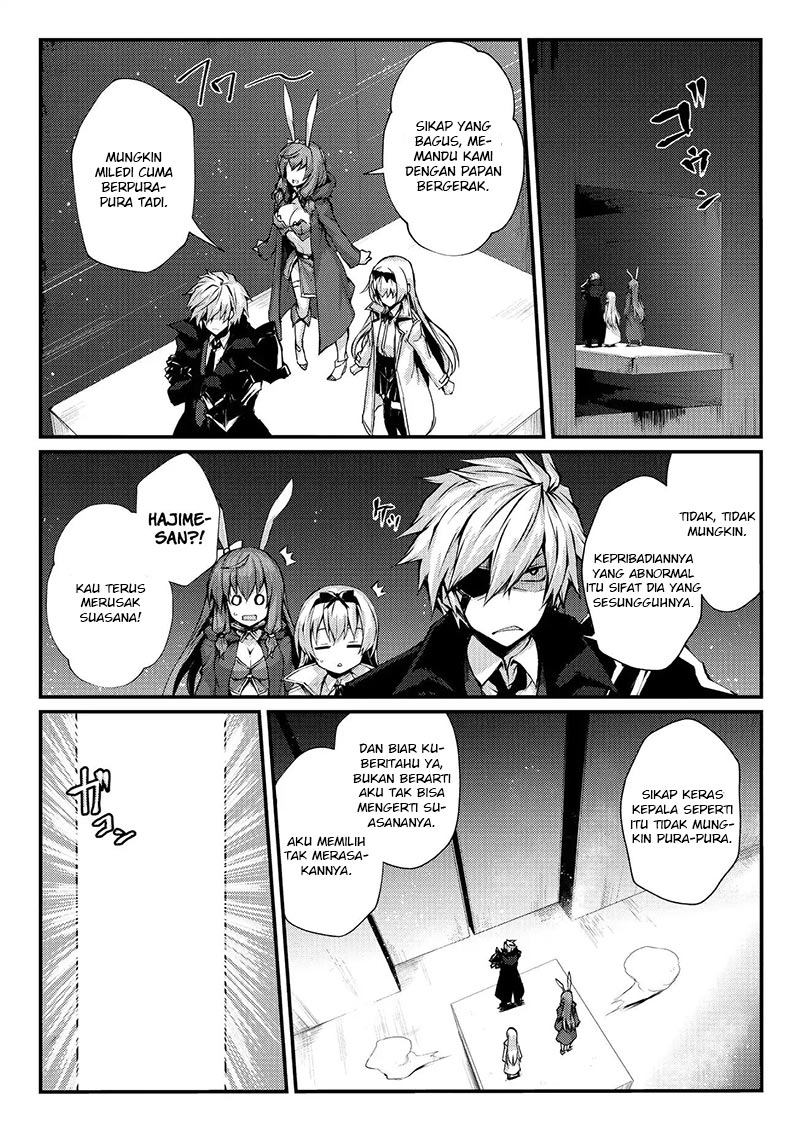 ゴウン
SIKAP YANG
BAGUS, ME-
MANDU KAMI
DENGAN PAPAN
BERGERAK.
MUNGKIN
MILEDI CUMA
BERPURA-
PURA TADI.
TIDAK, TIDAK
MUNGKIN.
KEPRIBADIANNYA
YANG ABNORMAL
ITU SIFAT DIA YANG
SESUNGGUHNYA.
ケッ
HAJIME-
SAN?!
KAU TERUS
MERUSAK
SUASANA!
SIKAP KERAS
KEPALA SEPERTI
ITU TIDAK MUNG-
KIN PURA-PURA.
DAN BIAR KU-
BERITAHU YA,
BUKAN BERARTI
AKU TAK BISA
MENGERTI SU-
ASANANYA.
AKU MEMILIH
TAK MERASA-
KANNYA.
ガコン